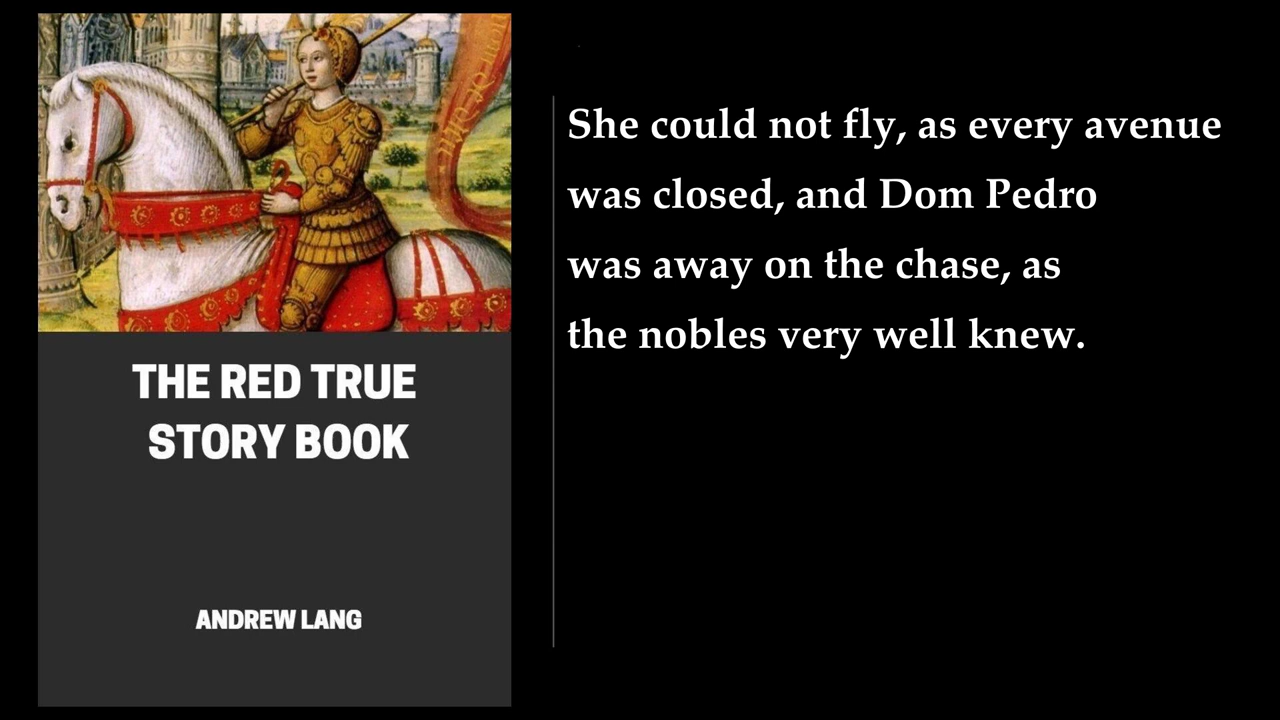 THE RED TRUE
STORY BOOK
ANDREW LANG
She could not fly, as every avenue
was closed, and Dom Pedro
was away on the chase, as
the nobles very well knew.